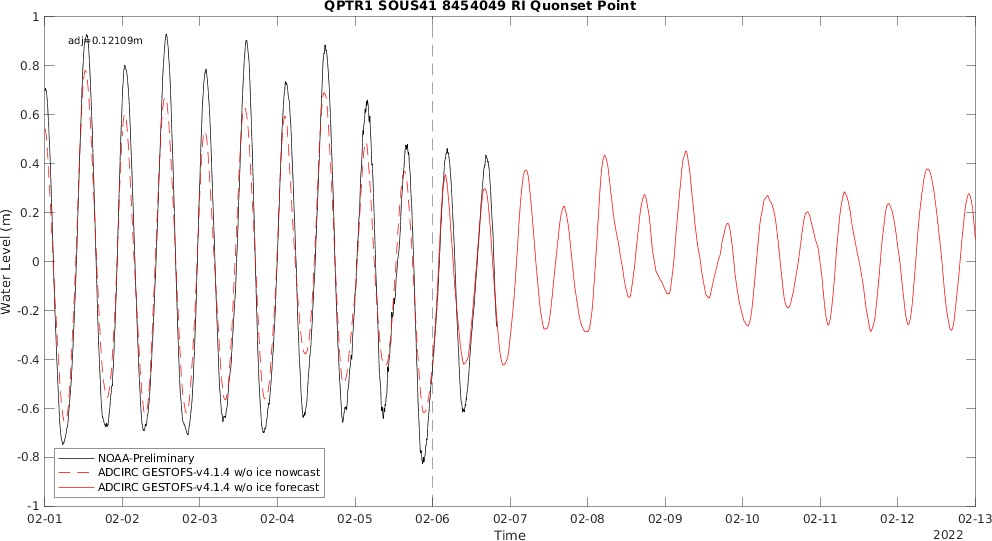 QPTR1 SOUS41 8454049 RI Quonset Point
adj=0.12109m
Water Level (m)
1
0.8
0.6
0.4
0.2
0
-0.2
-0.4
-0.6
-0.8
-1
NOAA-Preliminary
ADCIRC GESTOFS-v4.1.4 w/o ice nowcast
ADCIRC GESTOFS-v4.1.4 w/o ice forecast
02-01 02-02 02-03 02-04 02-05 02-06 02-07 02-08 02-09 02-10 02-11 02-12 02-13
Time
2022